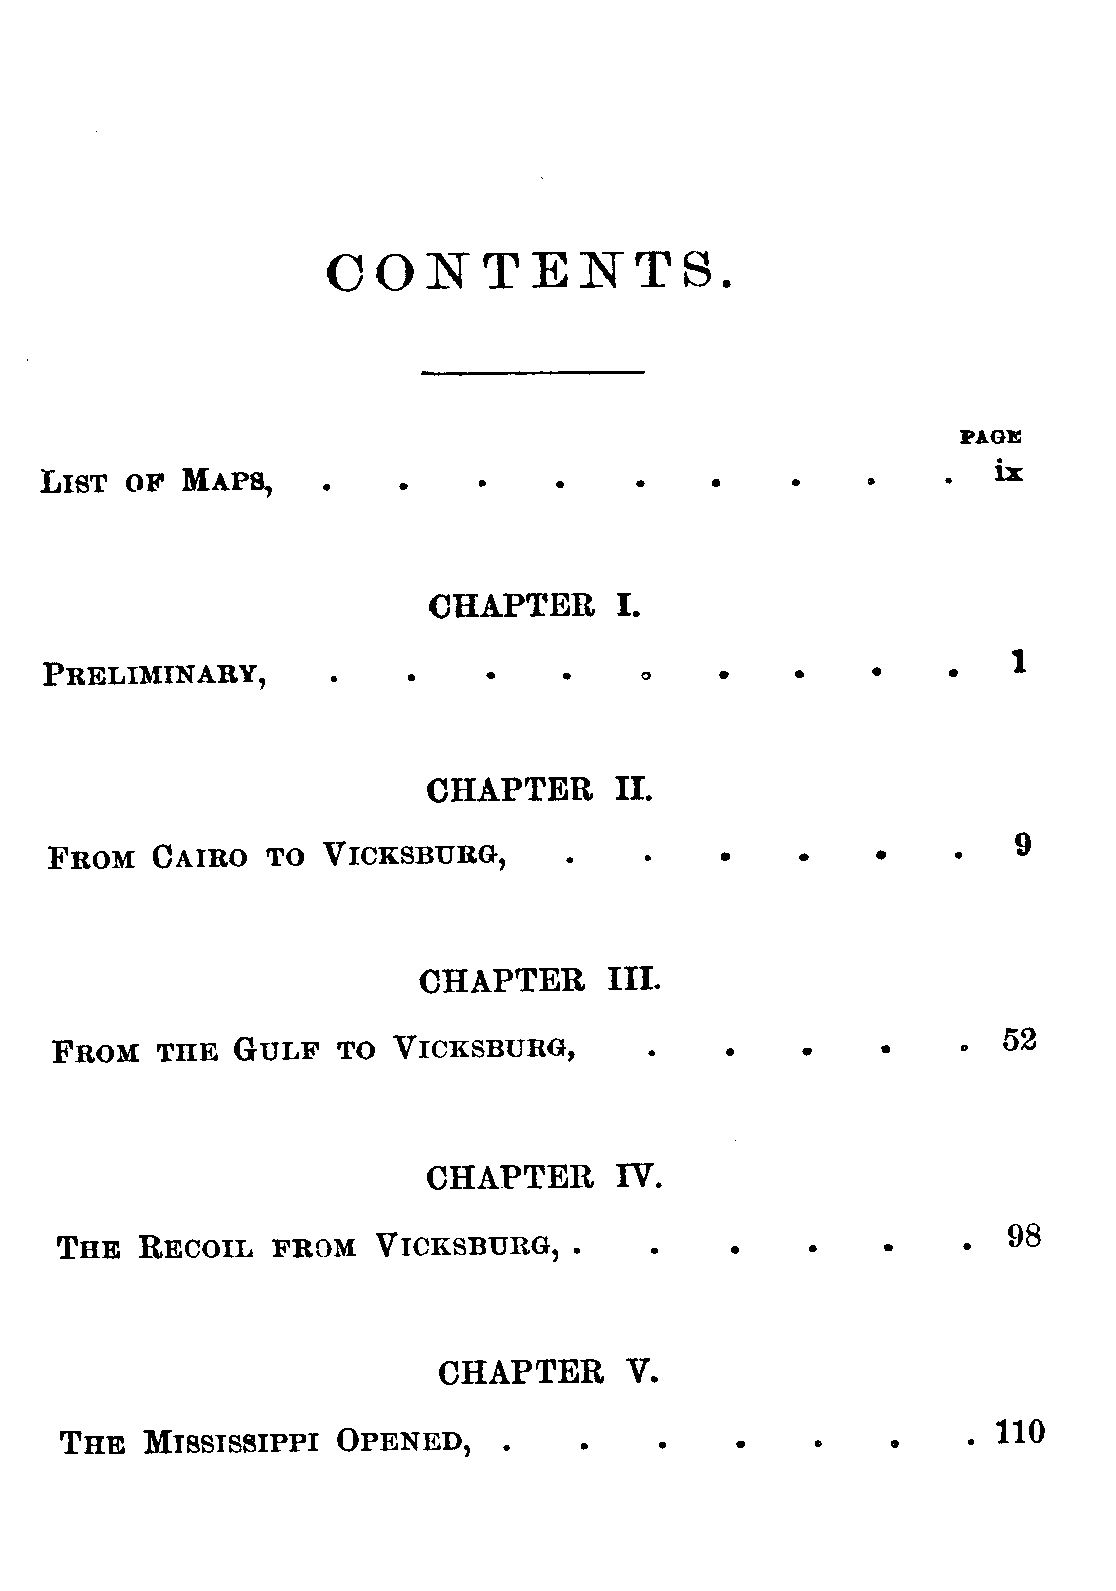 CONTENTS.
PAGE
LIST OF MAPS, . . . . . . . . . ix
CHAPTER I.
PRELIMINARY, . . . . . . . . . 1
CHAPTER II.
FROM CAIRO TO VICKSBURG, . . . . . . 9
CHAPTER III.
FROM THE GULF TO VICKSBURG, . . . . . 52
CHAPTER IV.
THE RECOIL FROM VICKSBURG, . . . . . . 98
CHAPTER V.
THE MISSISSIPPI OPENED, . . . . . . . 110